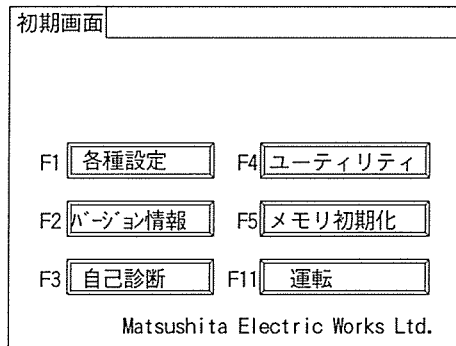 初期画面
F1 各種設定 F4 ユーティリティ
F2 ﾊﾞｰｼﾞｮﾝ情報 F5 メモリ初期化
F3 自己診断 F11 運転
Matsushita Electric Works Ltd.